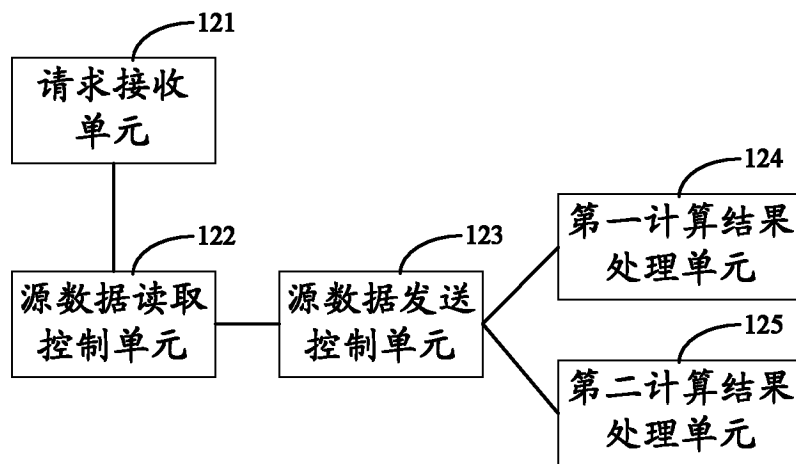 121
请求接收
单元
122
源数据读取
控制单元
123
源数据发送
控制单元
124
第一计算结果
处理单元
125
第二计算结果
处理单元